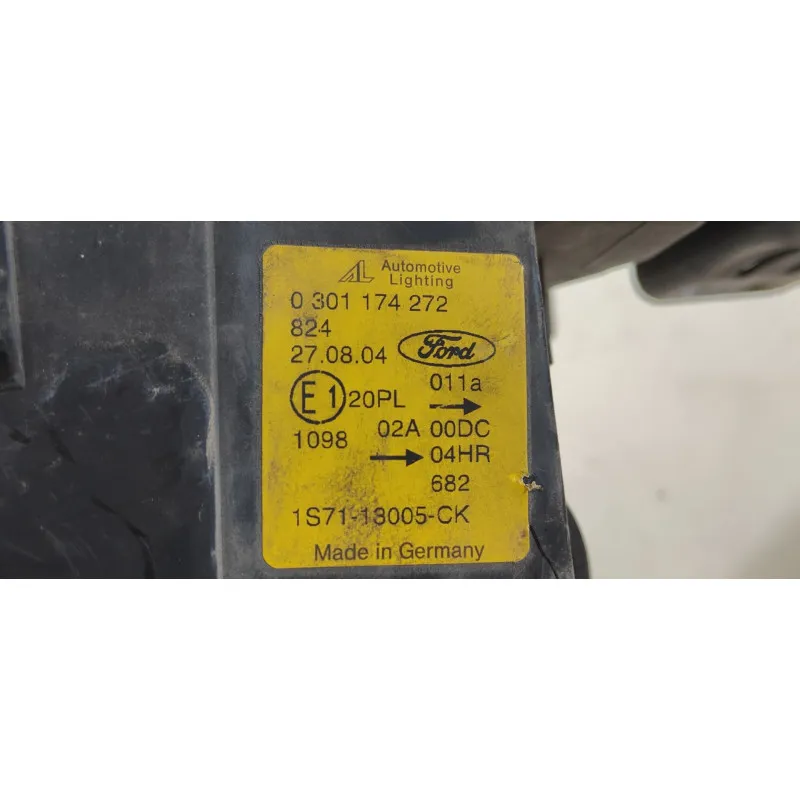 AL Automotive
Lighting
0 301 174 272
824
27.08.04 Ford
011a
E1 20PL →
1098 02A 00DC
→ 04HR
682
1S71-13005-CK
Made in Germany